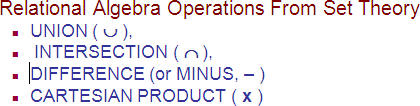 Relational Algebra Operations From Set Theory
▪ UNION ( ∪ ),
▪ INTERSECTION ( ∩ ),
▪ DIFFERENCE (or MINUS, – )
▪ CARTESIAN PRODUCT ( x )